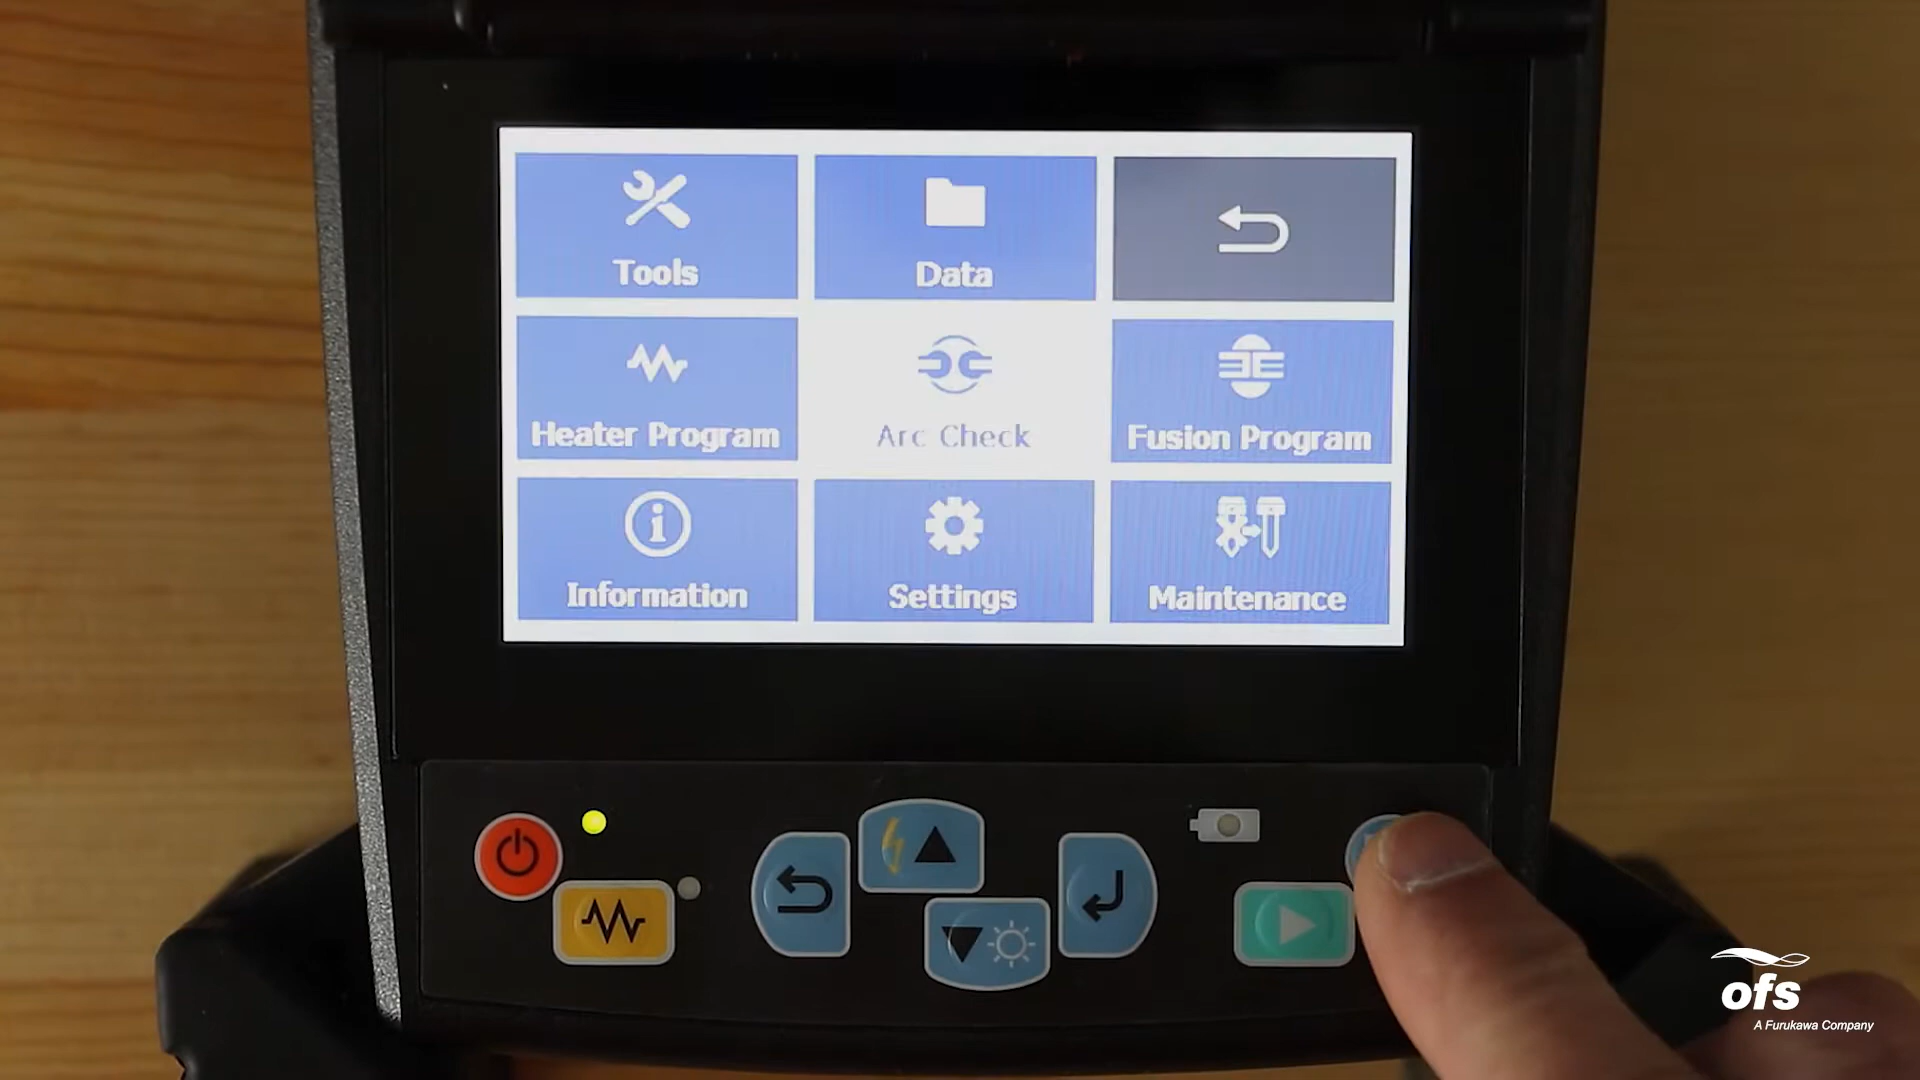 Tools
Data
Heater Program
Arc Check
Fusion Program
Information
Settings
Maintenance
ofs
A Furukawa Company